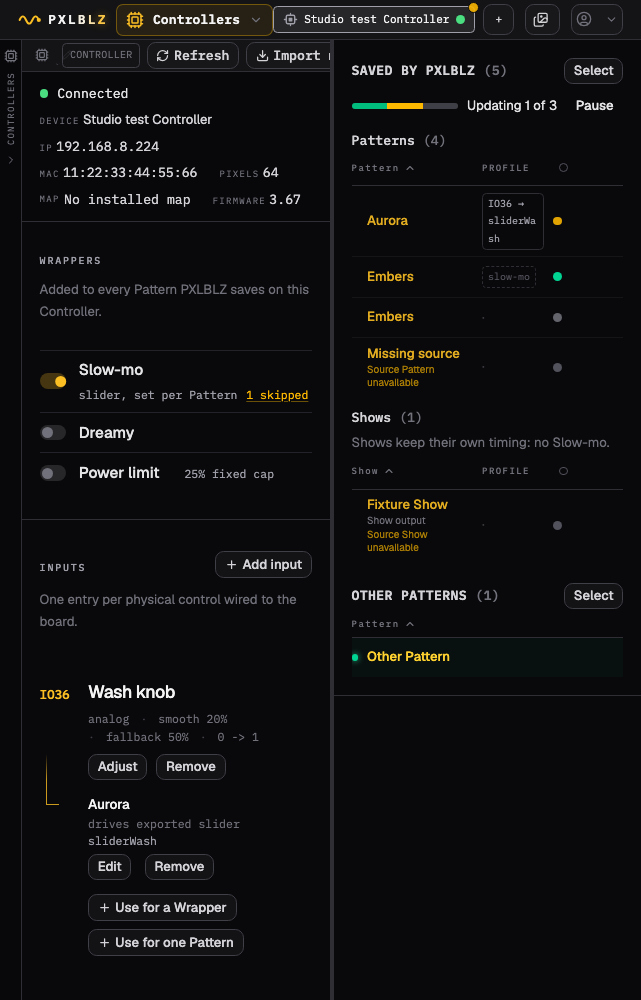 PXLBLZ
Controllers
Studio test Controller
+
CONTROLLERS
CONTROLLER
Refresh
Import
Connected
DEVICE Studio test Controller
IP 192.168.8.224
MAC 11:22:33:44:55:66 PIXELS 64
MAP No installed map FIRMWARE 3.67
WRAPPERS
Added to every Pattern PXLBLZ saves on this
Controller.
Slow-mo
slider, set per Pattern 1 skipped
Dreamy
Power limit 25% fixed cap
INPUTS
+ Add input
One entry per physical control wired to the
board.
IO36 Wash knob
analog · smooth 20%
· fallback 50% · 0 -> 1
Adjust Remove
Aurora
drives exported slider
sliderWash
Edit Remove
+ Use for a Wrapper
+ Use for one Pattern
SAVED BY PXLBLZ (5) Select
Updating 1 of 3 Pause
Patterns (4)
Pattern PROFILE
Aurora
IO36 →
sliderWa
sh
Embers slow-mo
Embers ·
Missing source ·
Source Pattern
unavailable
Shows (1)
Shows keep their own timing: no Slow-mo.
Show PROFILE
Fixture Show
Show output ·
Source Show
unavailable
OTHER PATTERNS (1) Select
Pattern
Other Pattern